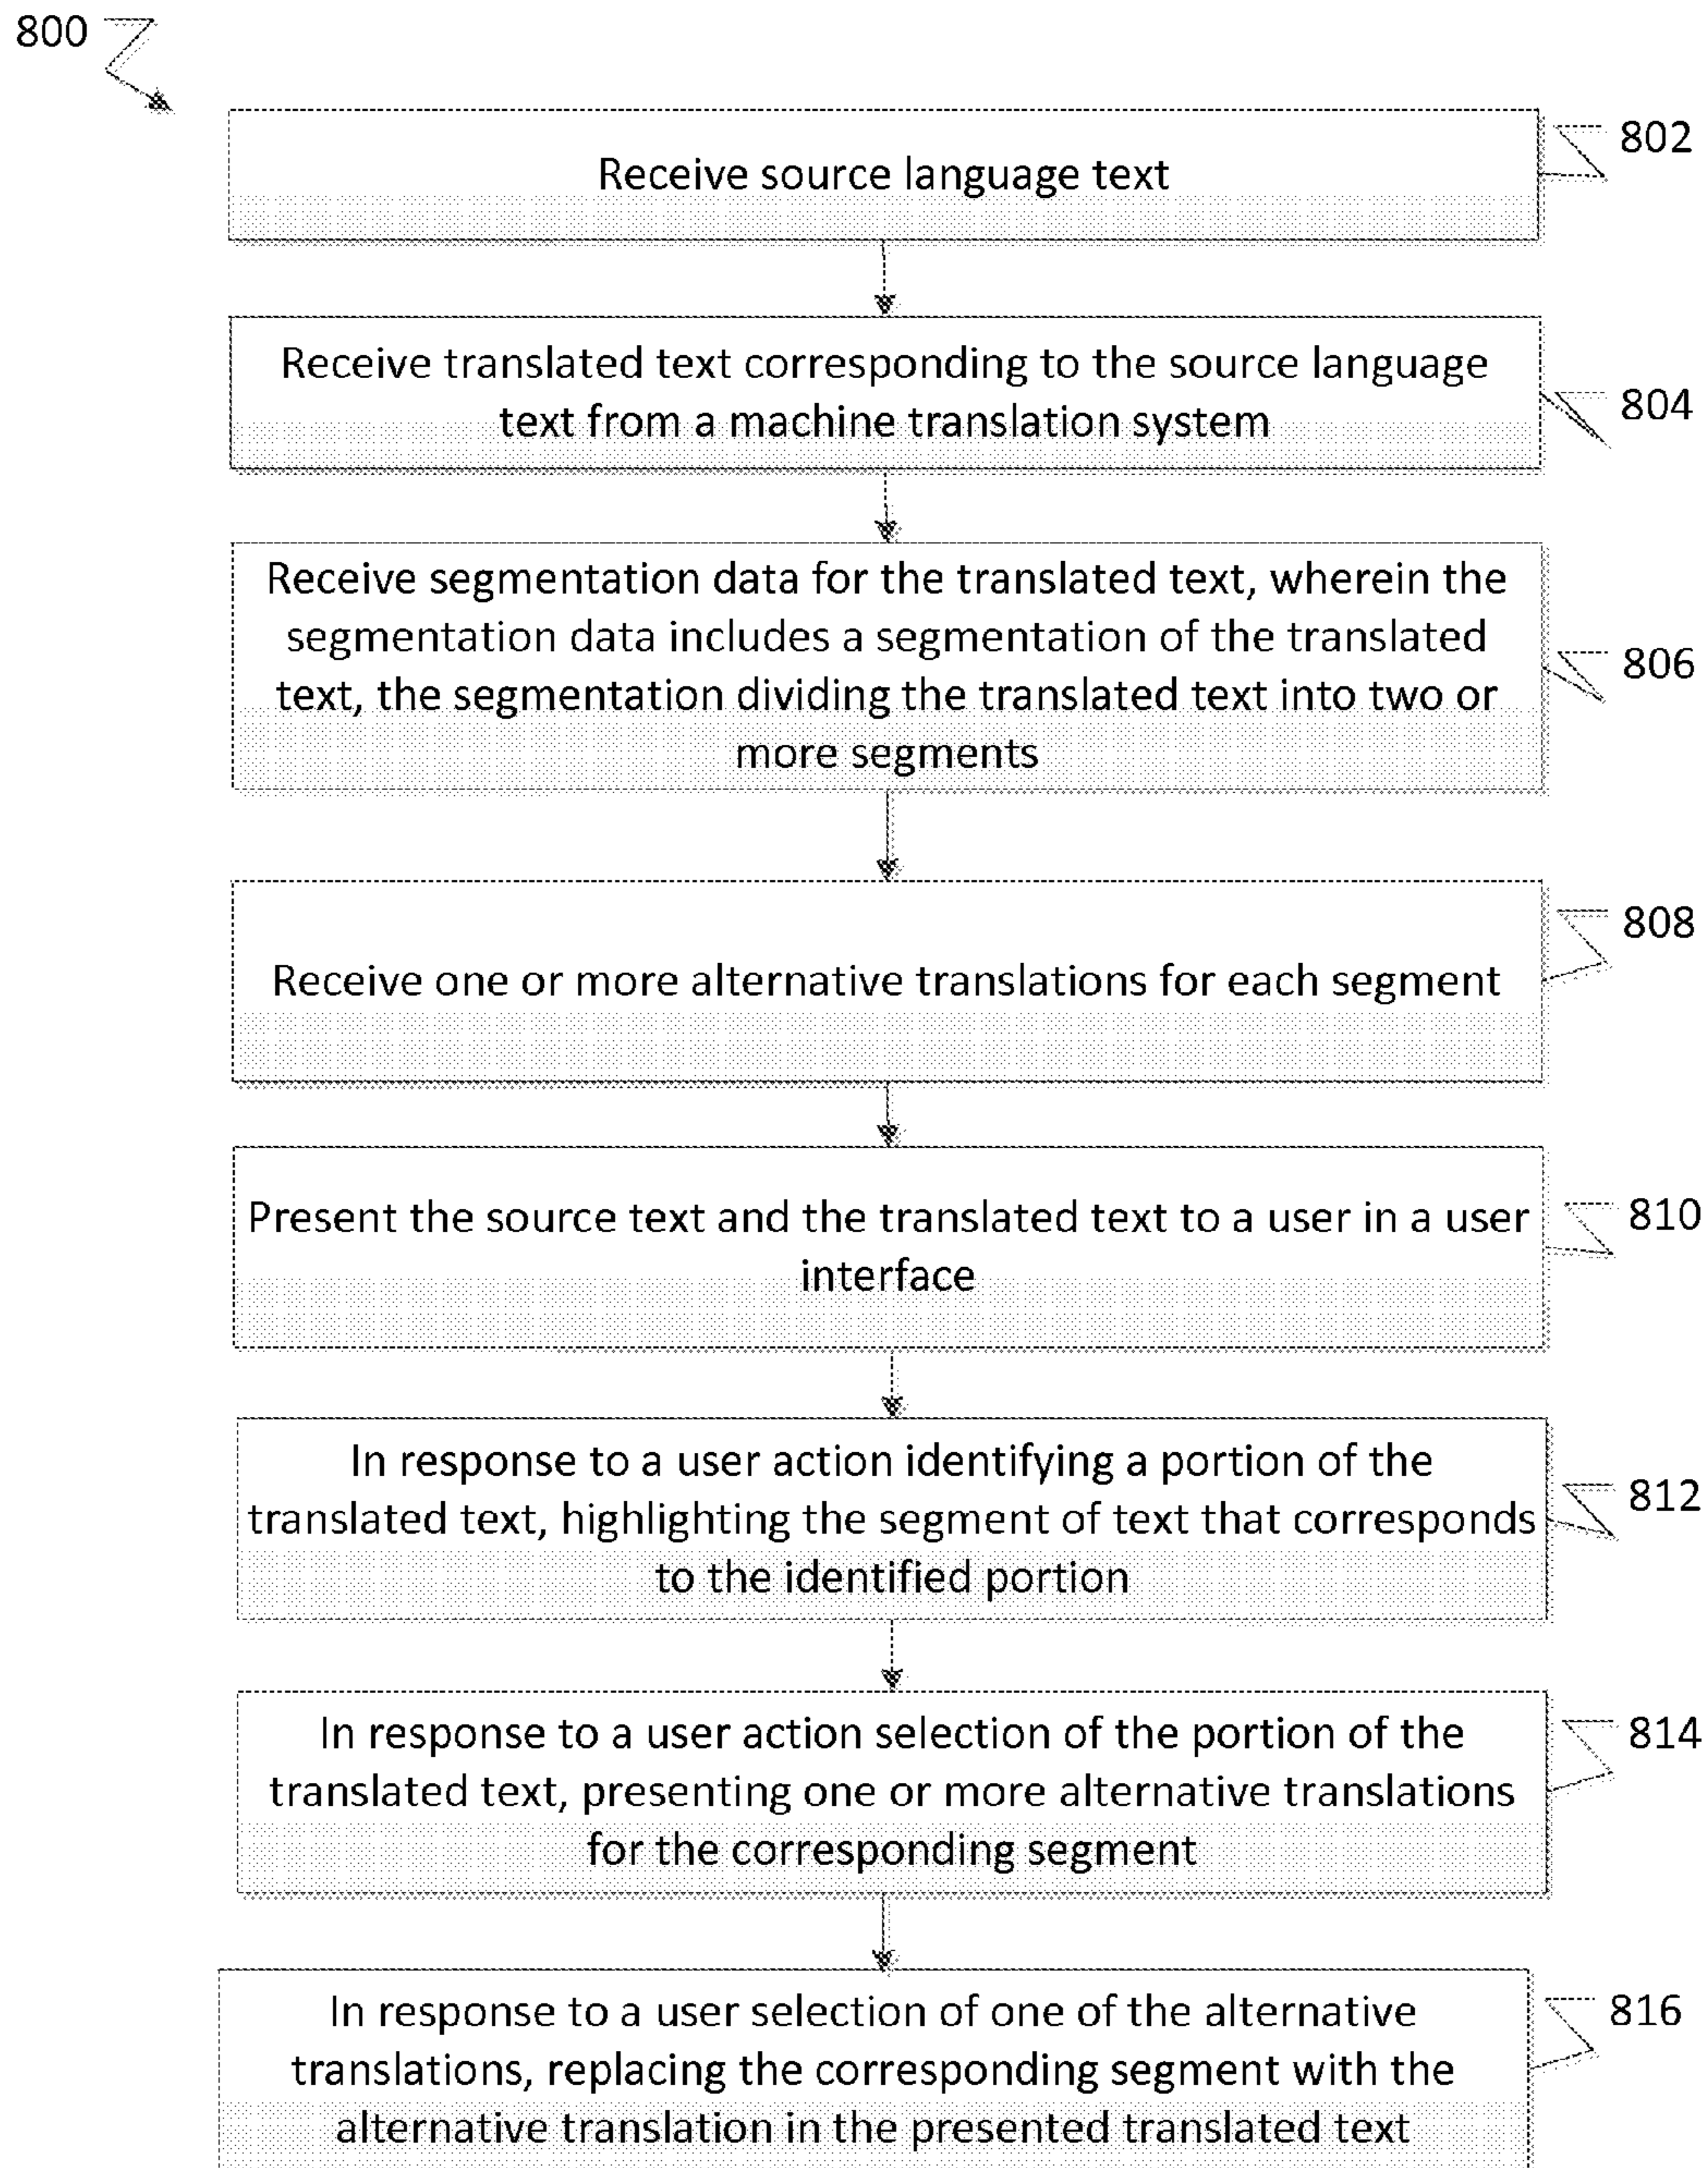 800
Receive source language text
802
Receive translated text corresponding to the source language
text from a machine translation system
804
Receive segmentation data for the translated text, wherein the
segmentation data includes a segmentation of the translated
text, the segmentation dividing the translated text into two or
more segments
806
Receive one or more alternative translations for each segment
808
Present the source text and the translated text to a user in a user
interface
810
In response to a user action identifying a portion of the
translated text, highlighting the segment of text that corresponds
to the identified portion
812
In response to a user action selection of the portion of the
translated text, presenting one or more alternative translations
for the corresponding segment
814
In response to a user selection of one of the alternative
translations, replacing the corresponding segment with the
alternative translation in the presented translated text
816